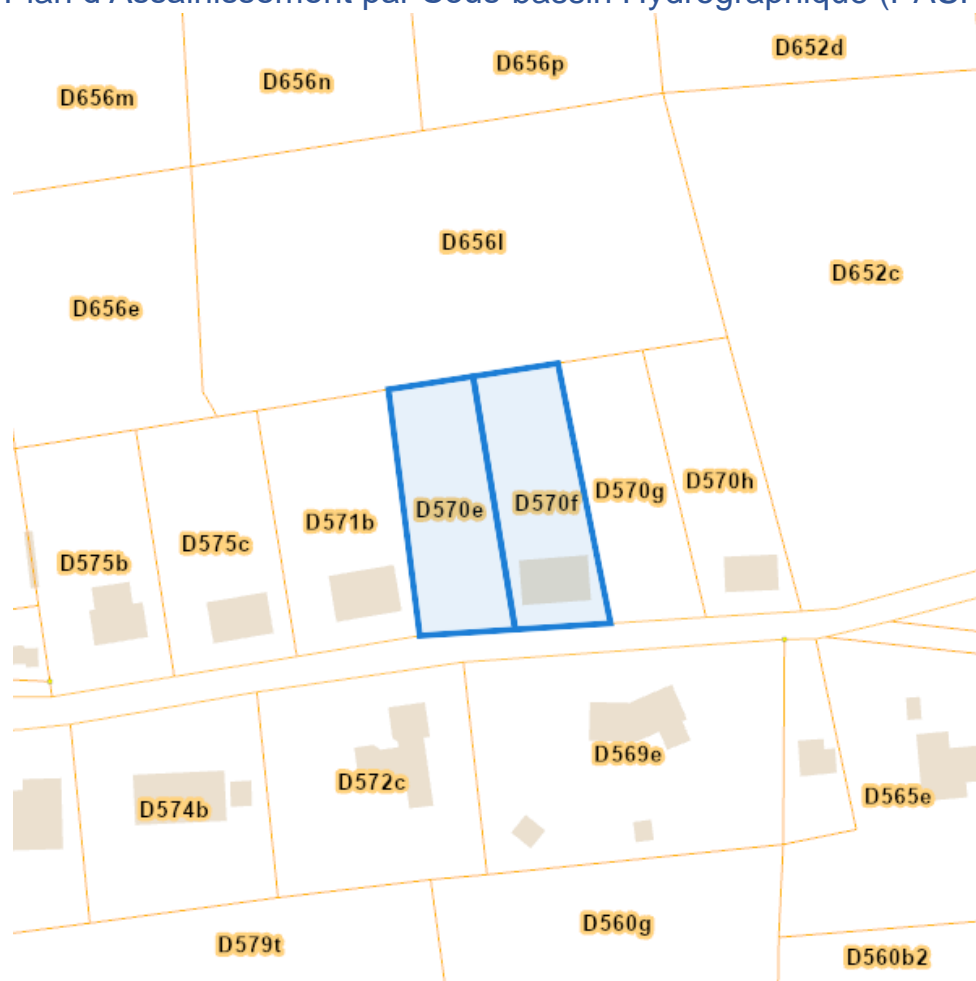 Plan d'Assainissement par Sous-bassin Hydrographique (PASH
D652d
D656p
D656n
D656m
D656l
D652c
D656e
D570h
D570g
D570f
D570e
D571b
D575c
D575b
D569e
D572c
D565e
D574b
D560g
D579t
D560b2